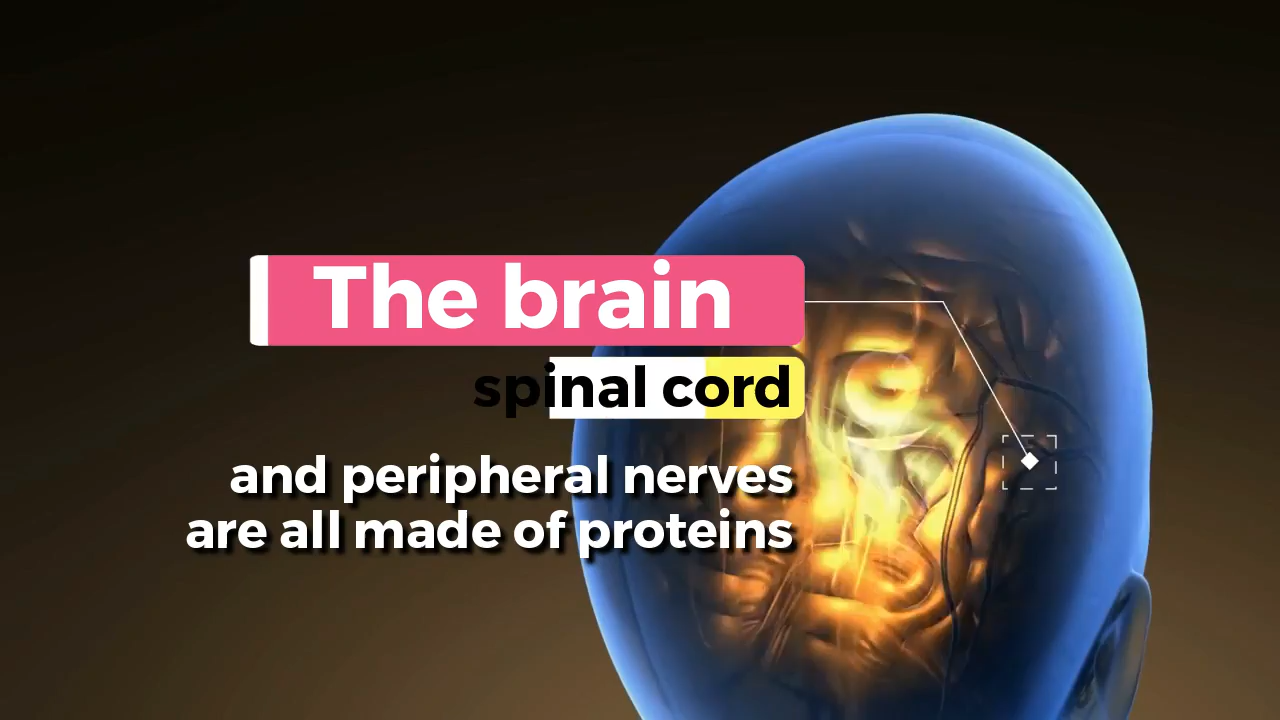 The brain
spinal cord
and peripheral nerves
are all made of proteins